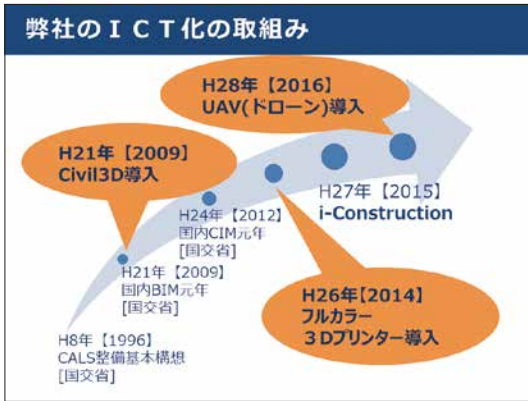 弊社のＩＣＴ化の取組み
H28年【2016】
UAV(ドローン)導入
H21年【2009】
Civil3D導入
H27年【2015】
i-Construction
H24年【2012】
国内CIM元年
[国交省]
H21年【2009】
国内BIM元年
[国交省]
H26年【2014】
フルカラー
３Dプリンター導入
H8年【1996】
CALS整備基本構想
[国交省]